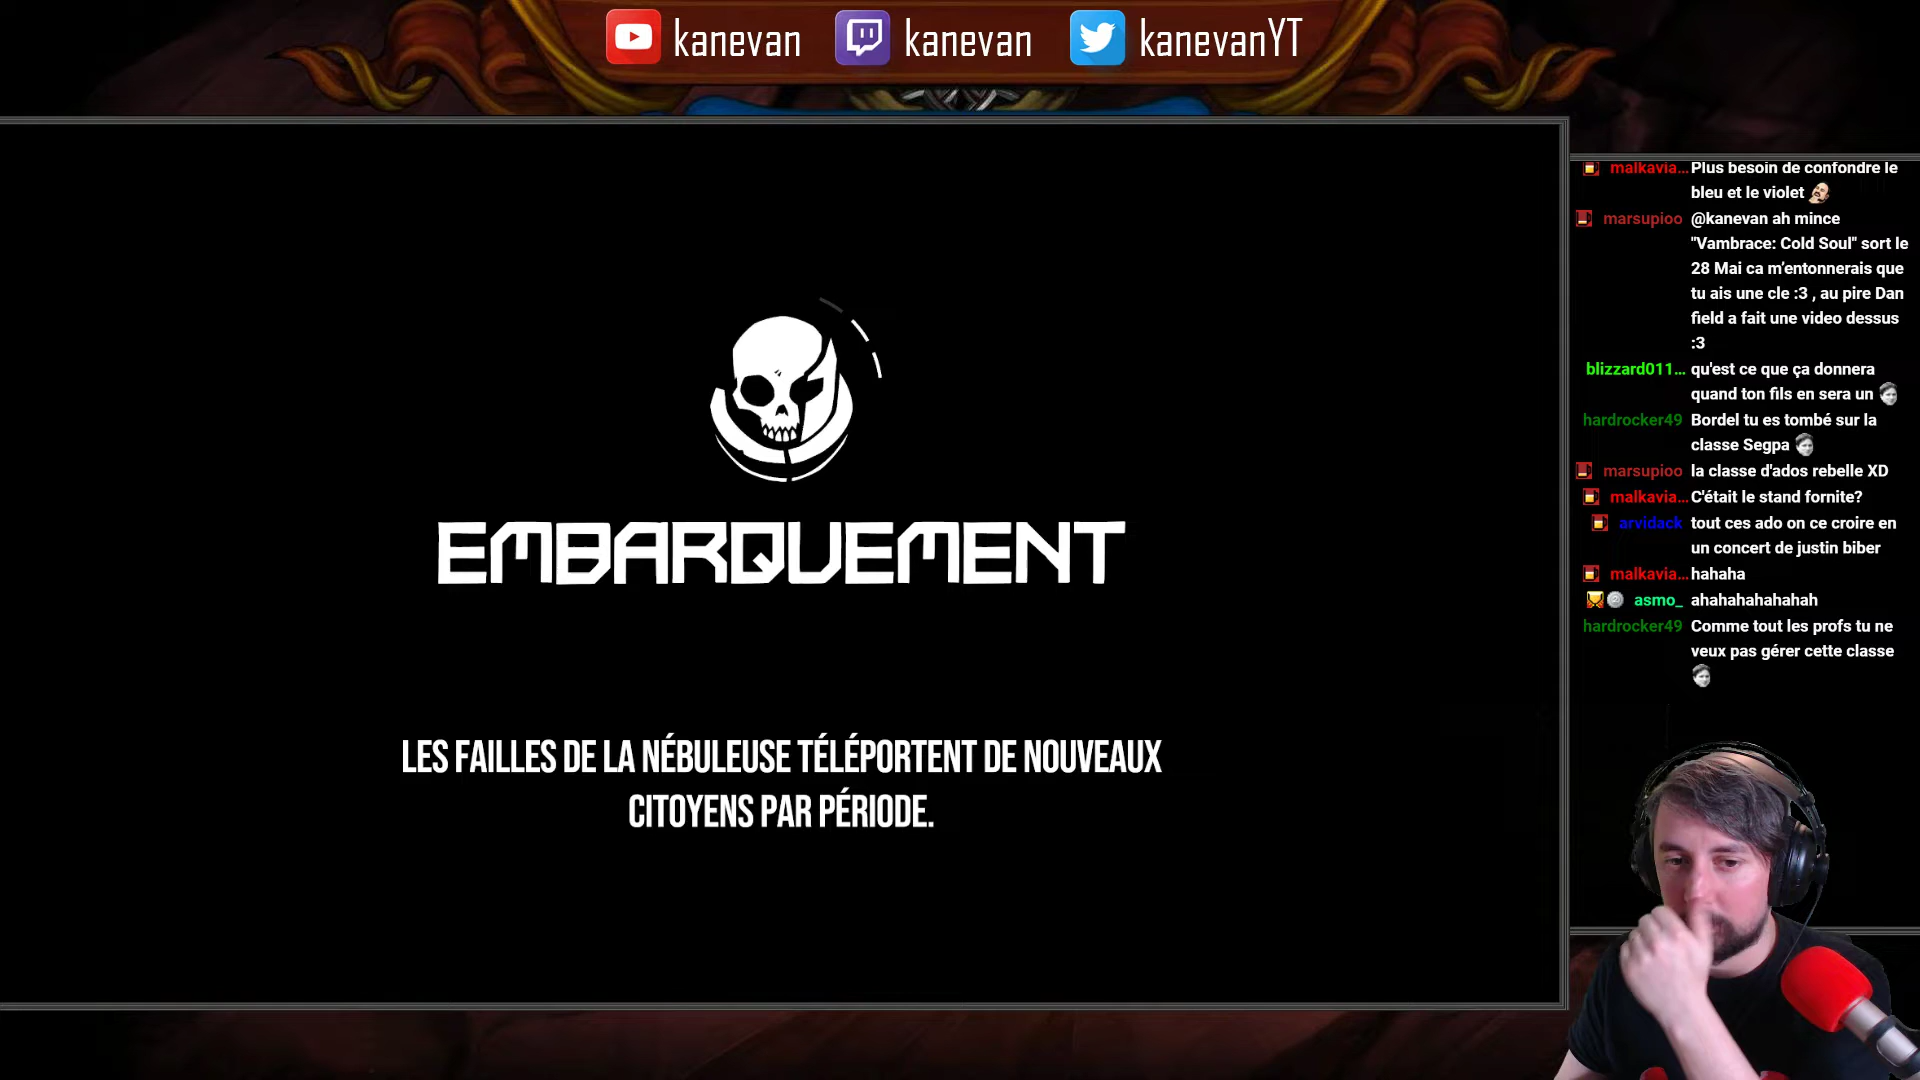 kanevan kanevan kanevanYT
EMBARQUEMENT
LES FAILLES DE LA NÉBULEUSE TÉLÉPORTENT DE NOUVEAUX
CITOYENS PAR PÉRIODE.
malkavia… Plus besoin de confondre le
bleu et le violet
marsupioo @kanevan ah mince
"Vambrace: Cold Soul" sort le
28 Mai ca m'entonnerais que
tu ais une cle :3 , au pire Dan
field a fait une video dessus
:3
blizzard011… qu'est ce que ça donnera
quand ton fils en sera un
hardrocker49 Bordel tu es tombé sur la
classe Segpa
marsupioo la classe d'ados rebelle XD
malkavia… C'était le stand fornite?
arvidack tout ces ado on ce croire en
un concert de justin biber
malkavia… hahaha
asmo_ ahahahahahahah
hardrocker49 Comme tout les profs tu ne
veux pas gérer cette classe